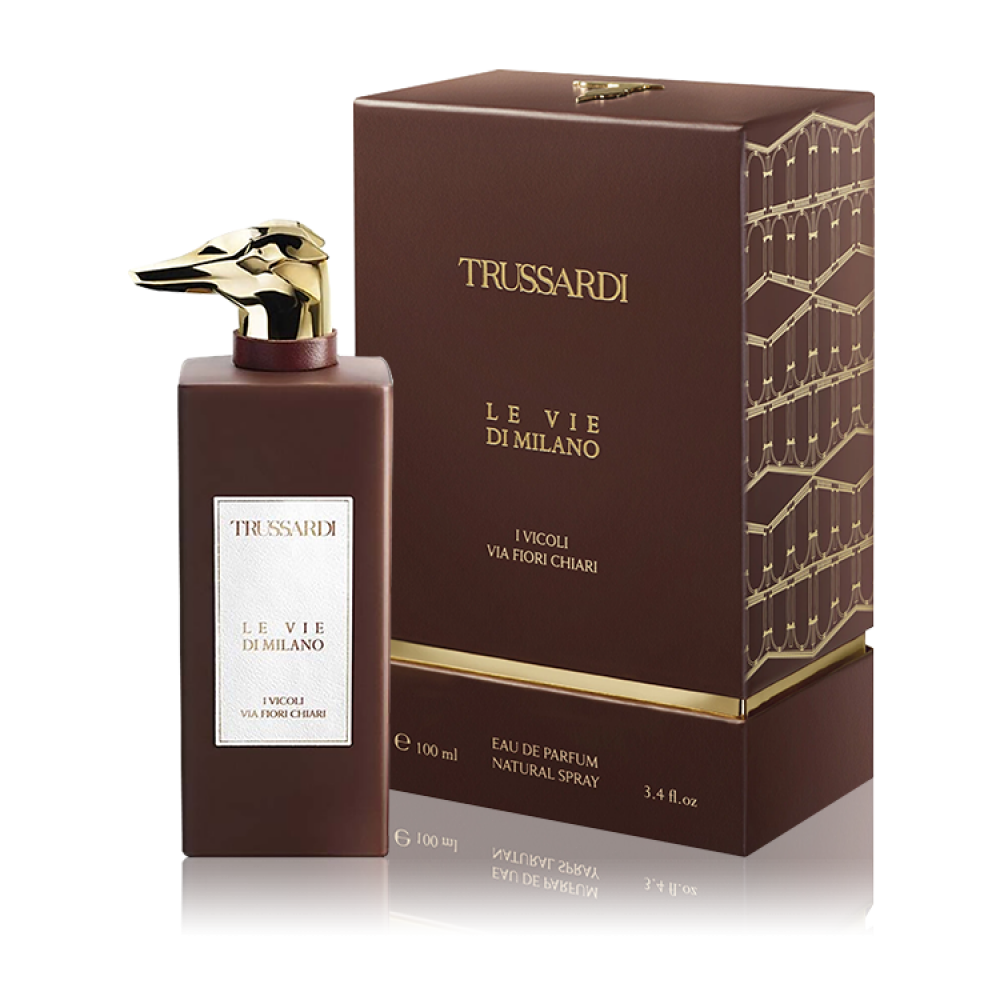 TRUSSARDI
LE VIE
DI MILANO
I VICOLI
VIA FIORI CHIARI
TRUSSARDI
LE VIE
DI MILANO
I VICOLI
VIA FIORI CHIARI
e 100 ml
EAU DE PARFUM
NATURAL SPRAY
3.4 fl.oz